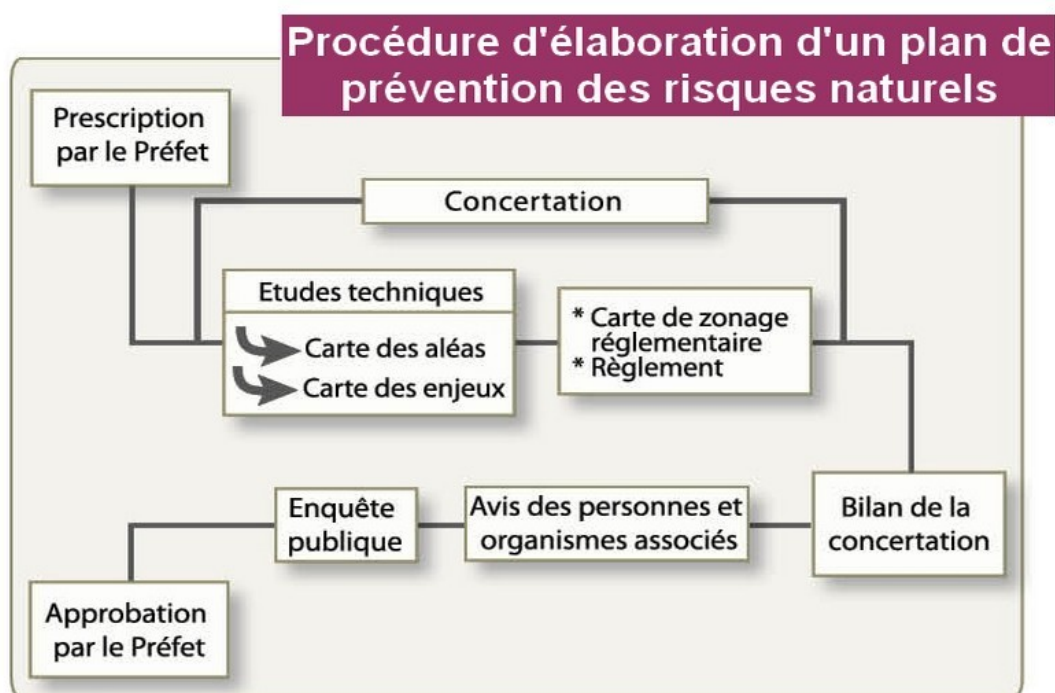 Procédure d'élaboration d'un plan de
prévention des risques naturels
Prescription
par le Préfet
Concertation
Etudes techniques
Carte des aléas
Carte des enjeux
* Carte de zonage
réglementaire
* Règlement
Bilan de la
concertation
Avis des personnes et
organismes associés
Enquête
publique
Approbation
par le Préfet